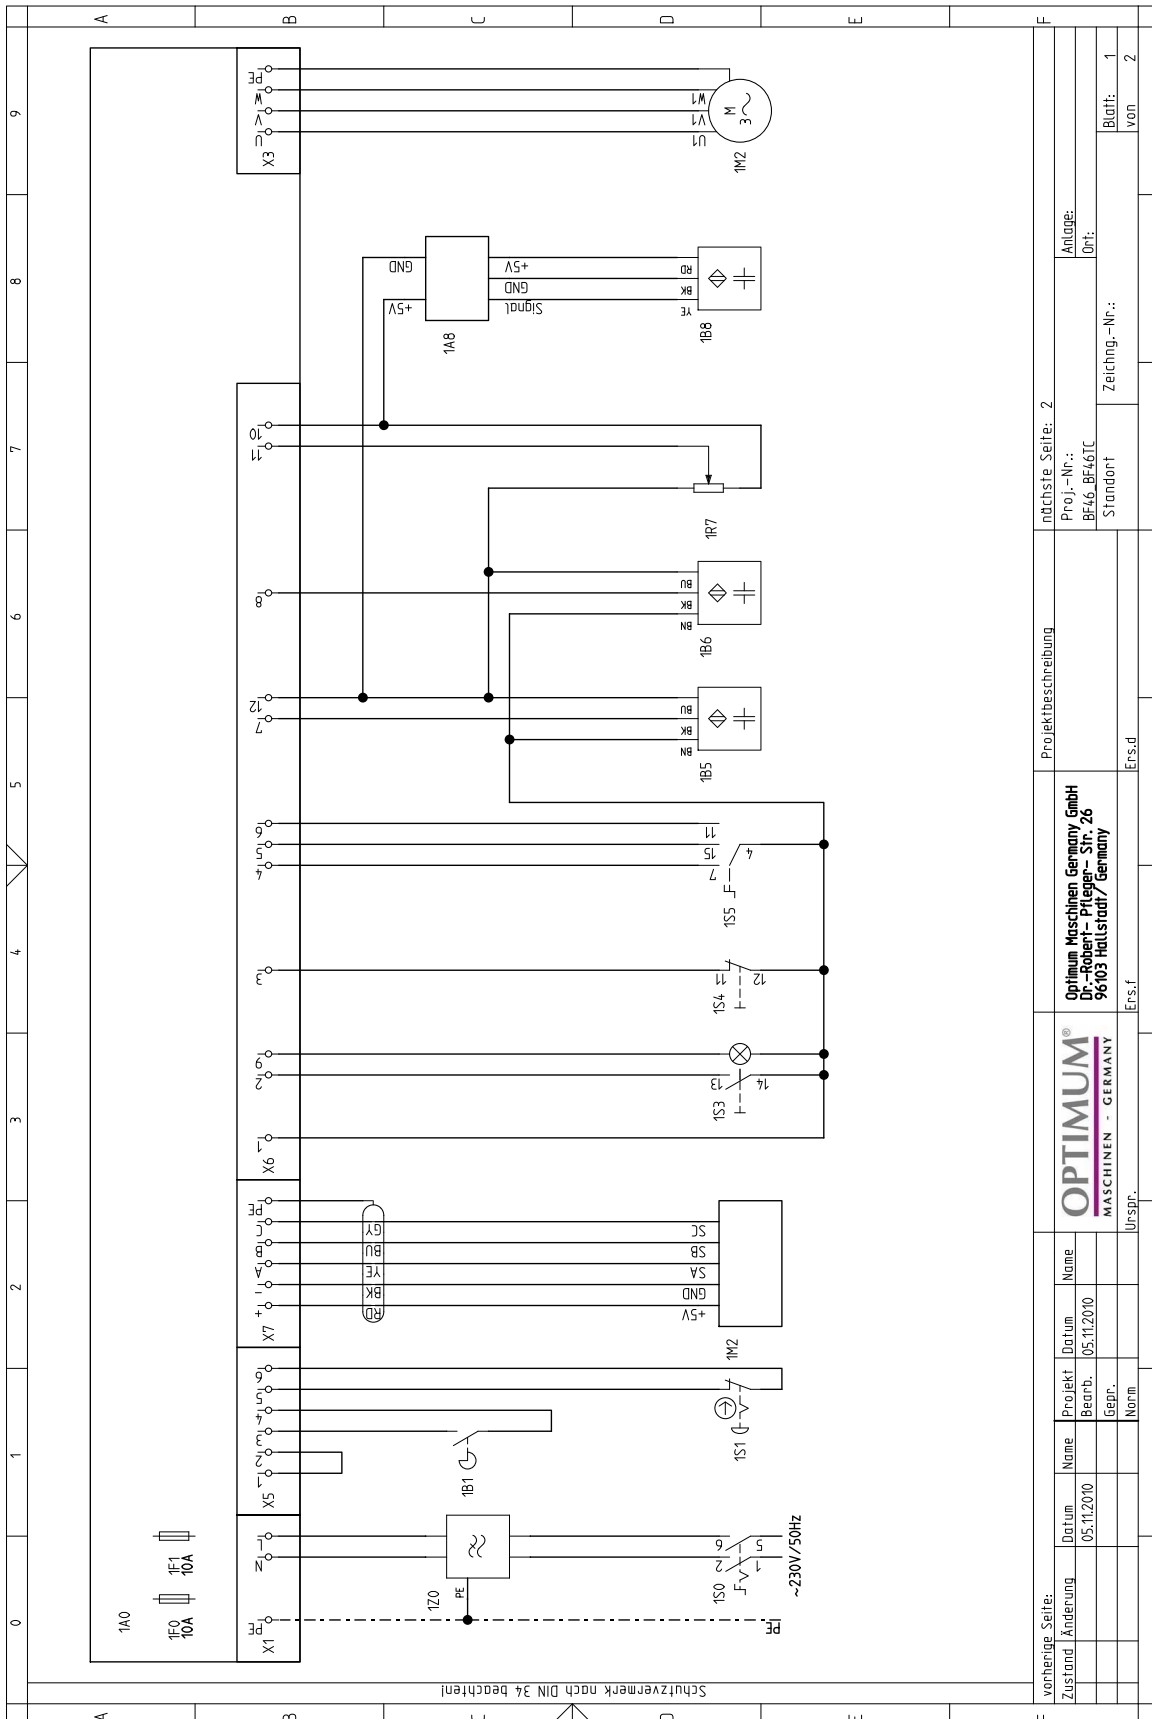 0 1 2 3 4 5 6 7 8 9
A
B
C
D
E
F
1A0
1F0
10A
1F1
10A
X1
PE
N
L
X5
1
2
3
4
5
6
X7
+
-
A
B
C
PE
X6
1
2
9
3
4
5
6
7
12
8
11
10
X3
U
V
W
PE
RD
BK
YE
BU
GY
+5V
GND
SA
SB
SC
1M2
1Z0
PE
1B1
1S0
2
6
1
5
PE
~230V/50Hz
1S1
1S3
13
14
1S4
11
12
1S5
7
15
11
4
1B5
BN
BK
BU
1B6
BN
BK
BU
1R7
1A8
+5V
GND
Signal
GND
+5V
1B8
YE
BK
RD
1M2
U1
V1
W1
M
3
Schutzvermerk nach DIN 34 beachten!
vorherige Seite:
Zustand Änderung Datum Name
05.11.2010
Projekt Datum Name
Bearb. 05.11.2010
Gepr.
Norm
Urspr.
Ers.f
Ers.d
OPTIMUM®
MASCHINEN - GERMANY
Optimum Maschinen Germany GmbH
Dr.-Robert- Pfleger- Str. 26
96103 Hallstadt/ Germany
Projektbeschreibung
nächste Seite: 2
Proj.-Nr.:
BF46_BF46TC
Standort
Zeichng.-Nr.:
Anlage:
Ort:
Blatt: 1
von 2